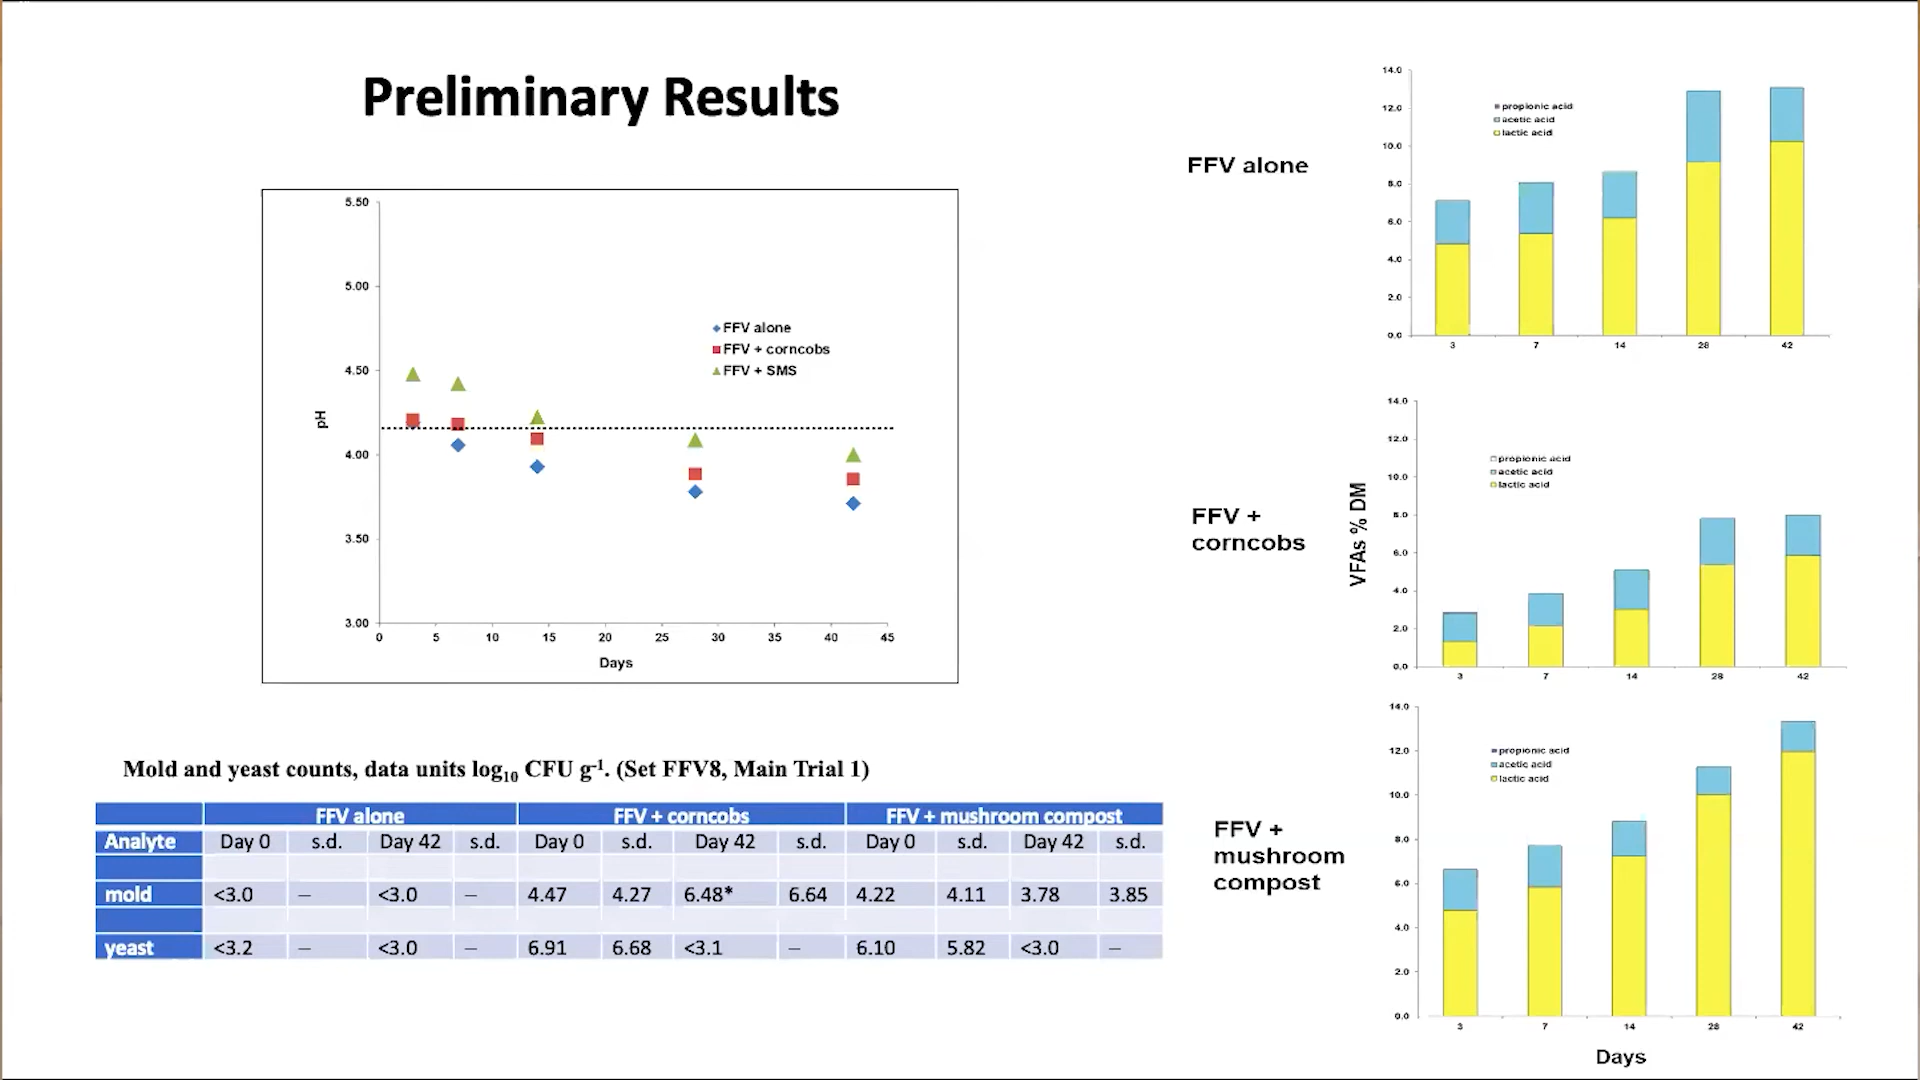 Preliminary Results
5.50
5.00
4.50
4.00
3.50
3.00
pH
0 5 10 15 20 25 30 35 40 45
Days
FFV alone
FFV + corncobs
FFV + SMS
Mold and yeast counts, data units log₁₀ CFU g⁻¹. (Set FFV8, Main Trial 1)
FFV alone FFV + corncobs FFV + mushroom compost
Analyte Day 0 s.d. Day 42 s.d. Day 0 s.d. Day 42 s.d. Day 0 s.d. Day 42 s.d.
mold <3.0 – <3.0 – 4.47 4.27 6.48* 6.64 4.22 4.11 3.78 3.85
yeast <3.2 – <3.0 – 6.91 6.68 <3.1 – 6.10 5.82 <3.0 –
FFV alone
14.0
12.0
10.0
8.0
6.0
4.0
2.0
0.0
propionic acid
acetic acid
lactic acid
3 7 14 28 42
FFV +
corncobs
VFAs % DM
14.0
12.0
10.0
8.0
6.0
4.0
2.0
0.0
propionic acid
acetic acid
lactic acid
3 7 14 28 42
FFV +
mushroom
compost
14.0
12.0
10.0
8.0
6.0
4.0
2.0
0.0
propionic acid
acetic acid
lactic acid
3 7 14 28 42
Days